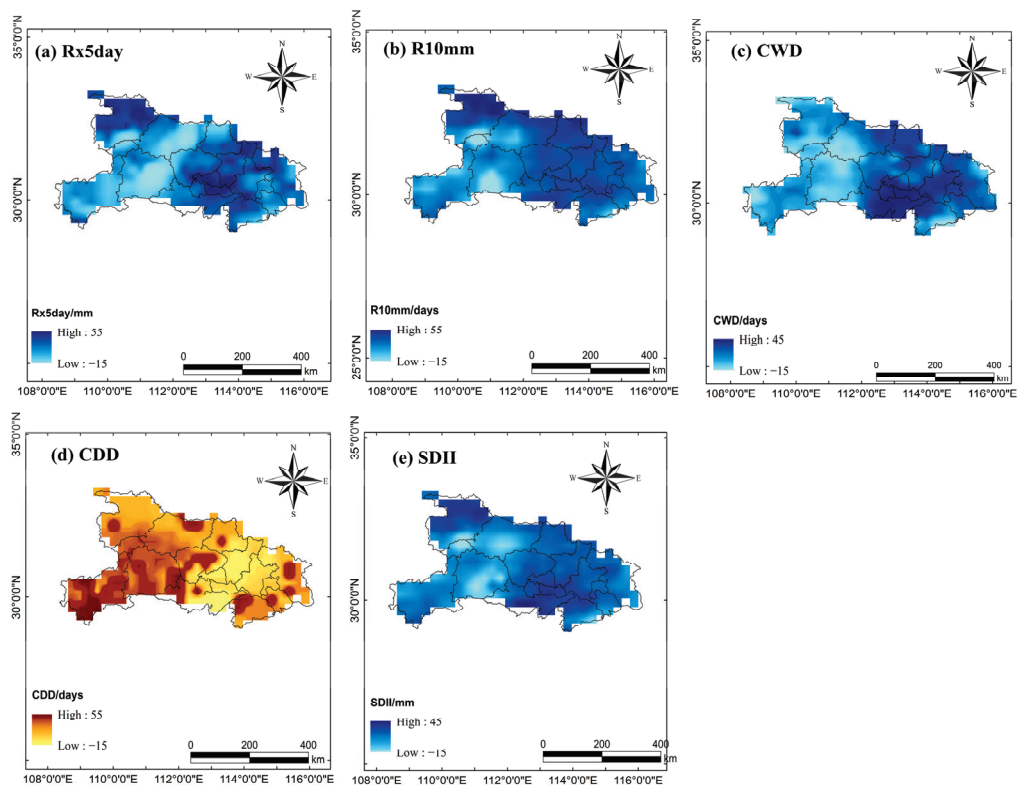 (a) Rx5day
N
W E
S
35°0'0"N
30°0'0"N
Rx5day/mm
Low : −15
0 200 400
km
108°0'0"E 110°0'0"E 112°0'0"E 114°0'0"E 116°0'0"E
(b) R10mm
N
W E
S
35°0'0"N
30°0'0"N
25°0'0"N
R10mm/days
High : 55
Low : −15
0 200 400
km
108°0'0"E 110°0'0"E 112°0'0"E 114°0'0"E 116°0'0"E
(c) CWD
N
W E
S
35°0'0"N
30°0'0"N
CWD/days
High : 45
Low : −15
0 200 400
km
108°0'0"E 110°0'0"E 112°0'0"E 114°0'0"E 116°0'0"E
(d) CDD
N
W E
S
35°0'0"N
30°0'0"N
CDD/days
High : 55
Low : −15
0 200 400
km
108°0'0"E 110°0'0"E 112°0'0"E 114°0'0"E 116°0'0"E
(e) SDII
N
W E
S
35°0'0"N
30°0'0"N
SDII/mm
High : 45
Low : −15
0 200 400
km
108°0'0"E 110°0'0"E 112°0'0"E 114°0'0"E 116°0'0"E